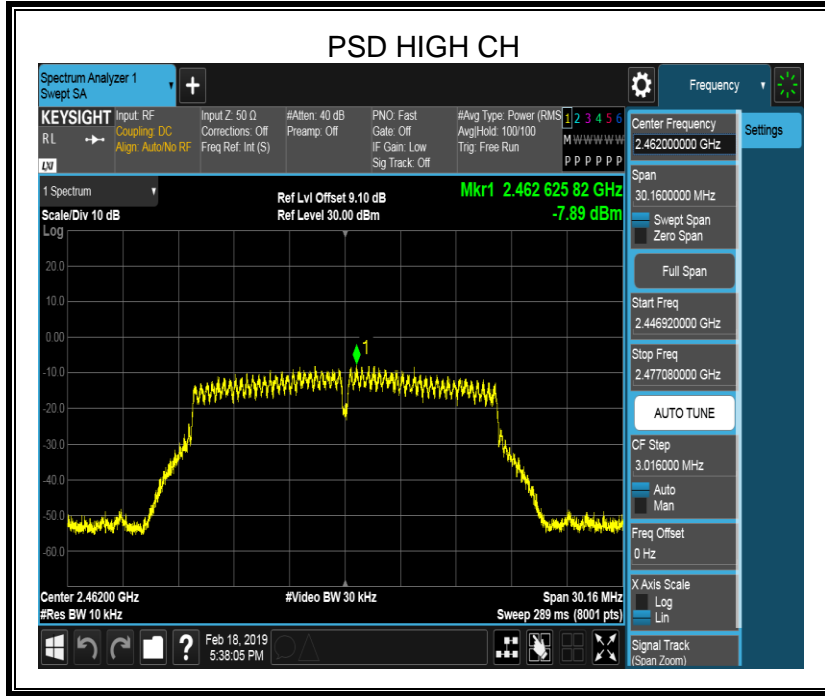 PSD HIGH CH
Spectrum Analyzer 1
Swept SA
+
Frequency
KEYSIGHT
RL
LXI
Input: RF
Coupling: DC
Align: Auto/No RF
Input Z: 50 Ω
Corrections: Off
Freq Ref: Int (S)
#Atten: 40 dB
Preamp: Off
PNO: Fast
Gate: Off
IF Gain: Low
Sig Track: Off
#Avg Type: Power (RMS
Avg|Hold: 100/100
Trig: Free Run
1 2 3 4 5 6
M W W W W W
P P P P P P
Center Frequency
2.462000000 GHz
Settings
Span
30.1600000 MHz
Swept Span
Zero Span
Full Span
Start Freq
2.446920000 GHz
Stop Freq
2.477080000 GHz
AUTO TUNE
CF Step
3.016000 MHz
Auto
Man
Freq Offset
0 Hz
X Axis Scale
Log
Lin
Signal Track
(Span Zoom)
1 Spectrum
Scale/Div 10 dB
Log
Ref Lvl Offset 9.10 dB
Ref Level 30.00 dBm
Mkr1 2.462 625 82 GHz
-7.89 dBm
20.0
10.0
0.00
-10.0
-20.0
-30.0
-40.0
-50.0
-60.0
1
Center 2.46200 GHz
#Res BW 10 kHz
#Video BW 30 kHz
Span 30.16 MHz
Sweep 289 ms (8001 pts)
?
Feb 18, 2019
5:38:05 PM